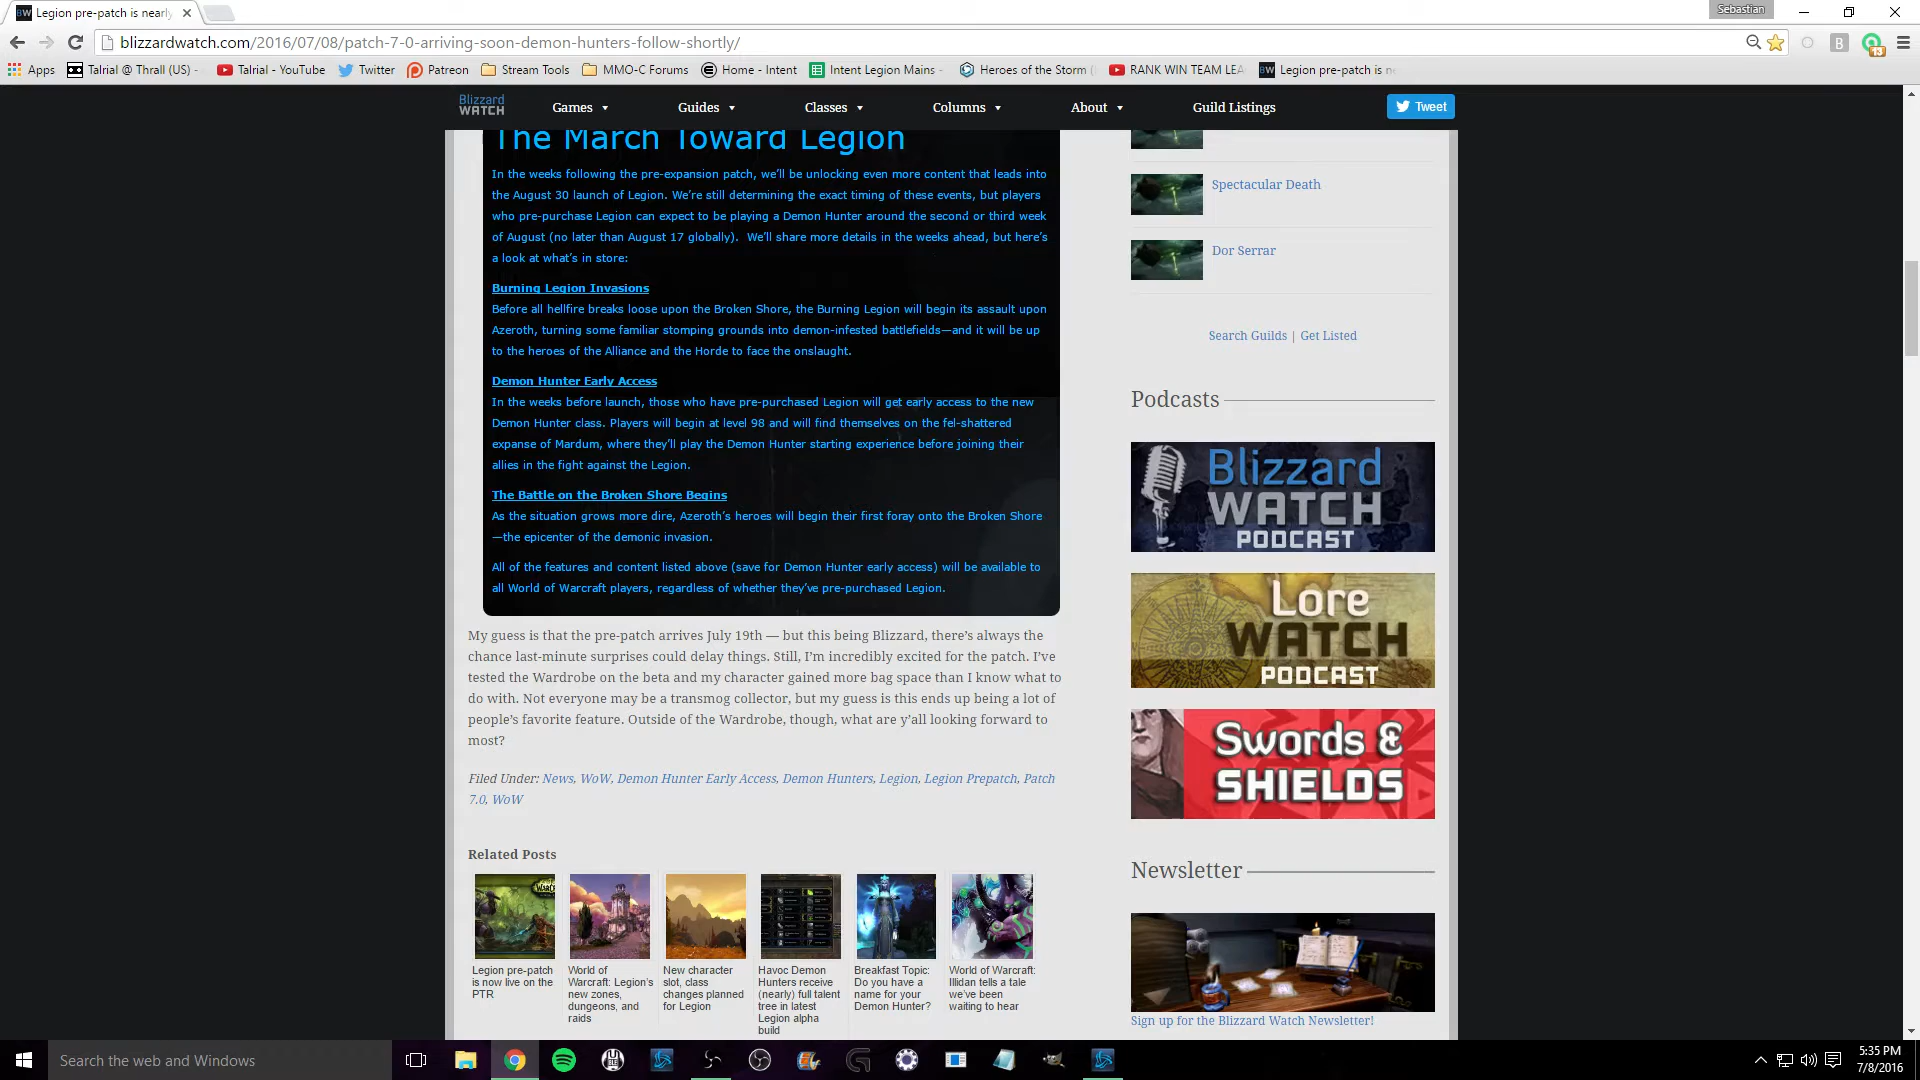 Legion pre-patch is nearly
Sebastian
blizzardwatch.com/2016/07/08/patch-7-0-arriving-soon-demon-hunters-follow-shortly/
B
13
Apps
Talrial @ Thrall (US) -
Talrial - YouTube
Twitter
Patreon
Stream Tools
MMO-C Forums
Home - Intent
Intent Legion Mains -
Heroes of the Storm
RANK WIN TEAM LEA
BW
Legion pre-patch is n
Blizzard
WATCH
Games
Guides
Classes
Columns
About
Guild Listings
Tweet
The March Toward Legion
In the weeks following the pre-expansion patch, we’ll be unlocking even more content that leads into
the August 30 launch of Legion. We’re still determining the exact timing of these events, but players
who pre-purchase Legion can expect to be playing a Demon Hunter around the second or third week
of August (no later than August 17 globally).  We’ll share more details in the weeks ahead, but here’s
a look at what’s in store:
Burning Legion Invasions
Before all hellfire breaks loose upon the Broken Shore, the Burning Legion will begin its assault upon
Azeroth, turning some familiar stomping grounds into demon-infested battlefields—and it will be up
to the heroes of the Alliance and the Horde to face the onslaught.
Demon Hunter Early Access
In the weeks before launch, those who have pre-purchased Legion will get early access to the new
Demon Hunter class. Players will begin at level 98 and will find themselves on the fel-shattered
expanse of Mardum, where they’ll play the Demon Hunter starting experience before joining their
allies in the fight against the Legion.
The Battle on the Broken Shore Begins
As the situation grows more dire, Azeroth’s heroes will begin their first foray onto the Broken Shore
—the epicenter of the demonic invasion.
All of the features and content listed above (save for Demon Hunter early access) will be available to
all World of Warcraft players, regardless of whether they’ve pre-purchased Legion.
My guess is that the pre-patch arrives July 19th — but this being Blizzard, there’s always the
chance last-minute surprises could delay things. Still, I’m incredibly excited for the patch. I’ve
tested the Wardrobe on the beta and my character gained more bag space than I know what to
do with. Not everyone may be a transmog collector, but my guess is this ends up being a lot of
people’s favorite feature. Outside of the Wardrobe, though, what are y’all looking forward to
most?
Filed Under: News, WoW, Demon Hunter Early Access, Demon Hunters, Legion, Legion Prepatch, Patch
7.0, WoW
Related Posts
Legion pre-patch
is now live on the
PTR
World of
Warcraft: Legion’s
new zones,
dungeons, and
raids
New character
slot, class
changes planned
for Legion
Havoc Demon
Hunters receive
(nearly) full talent
tree in latest
Legion alpha
build
Breakfast Topic:
Do you have a
name for your
Demon Hunter?
World of Warcraft:
Illidan tells a tale
we’ve been
waiting to hear
Spectacular Death
Dor Serrar
Search Guilds | Get Listed
Podcasts
Blizzard
WATCH
PODCAST
Lore
WATCH
PODCAST
Swords &
SHIELDS
Newsletter
Sign up for the Blizzard Watch Newsletter!
Search the web and Windows
5:35 PM
7/8/2016